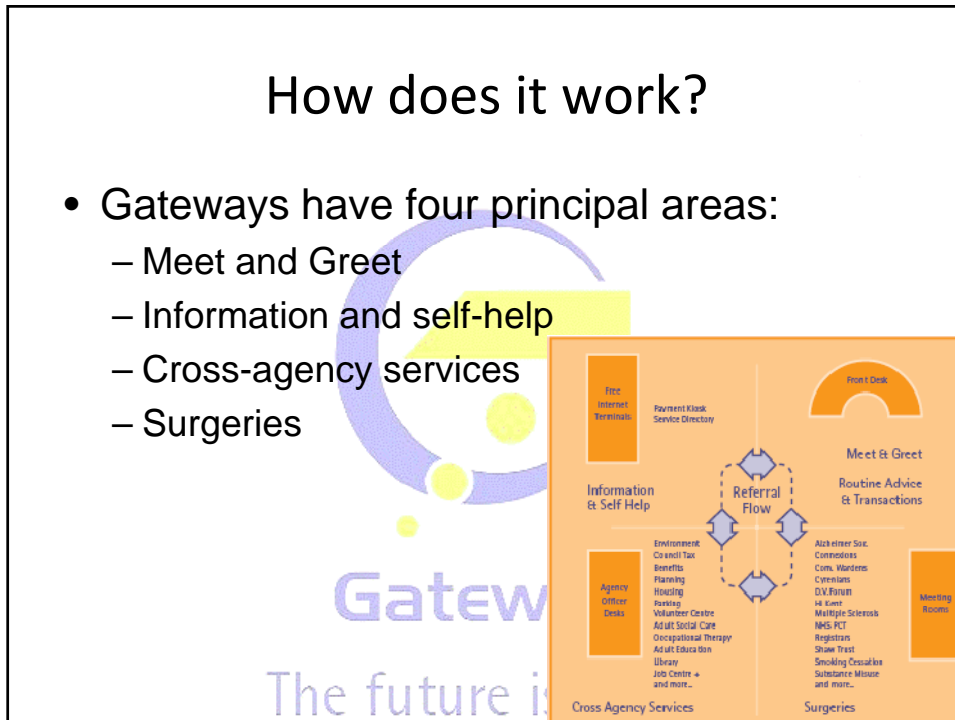 How does it work?
• Gateways have four principal areas:
– Meet and Greet
– Information and self-help
– Cross-agency services
– Surgeries
Free
Internet
Terminals
Payment Kiosk
Service Directory
Information
& Self Help
Front Desk
Meet & Greet
Routine Advice
& Transactions
Referral
Flow
Agency
Officer
Desks
Environment
Council Tax
Benefits
Planning
Housing
Parking
Volunteer Centre
Adult Social Care
Occupational Therapy
Adult Education
Library
Job Centre +
and more...
Cross Agency Services
Alzheimer Soc.
Connexions
Com. Wardens
Cyrenians
D.V. Forum
Hi Kent
Multiple Sclerosis
NHS PCT
Registrars
Shaw Trust
Smoking Cessation
Substance Misuse
and more...
Meeting
Rooms
Surgeries
Gatew
The future is